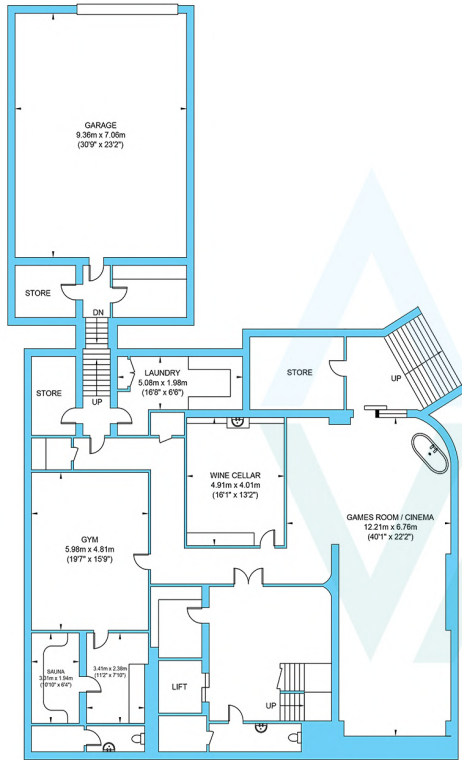 GARAGE
9.36m x 7.06m
(30'9" x 23'2")
STORE
DN
LAUNDRY
5.08m x 1.98m
(16'8" x 6'6")
STORE
UP
STORE
UP
WINE CELLAR
4.91m x 4.01m
(16'1" x 13'2")
GAMES ROOM / CINEMA
12.21m x 6.76m
(40'1" x 22'2")
GYM
5.98m x 4.81m
(19'7" x 15'9")
SAUNA
3.31m x 1.94m
(10'10" x 6'4")
3.41m x 2.38m
(11'2" x 7'10")
LIFT
UP